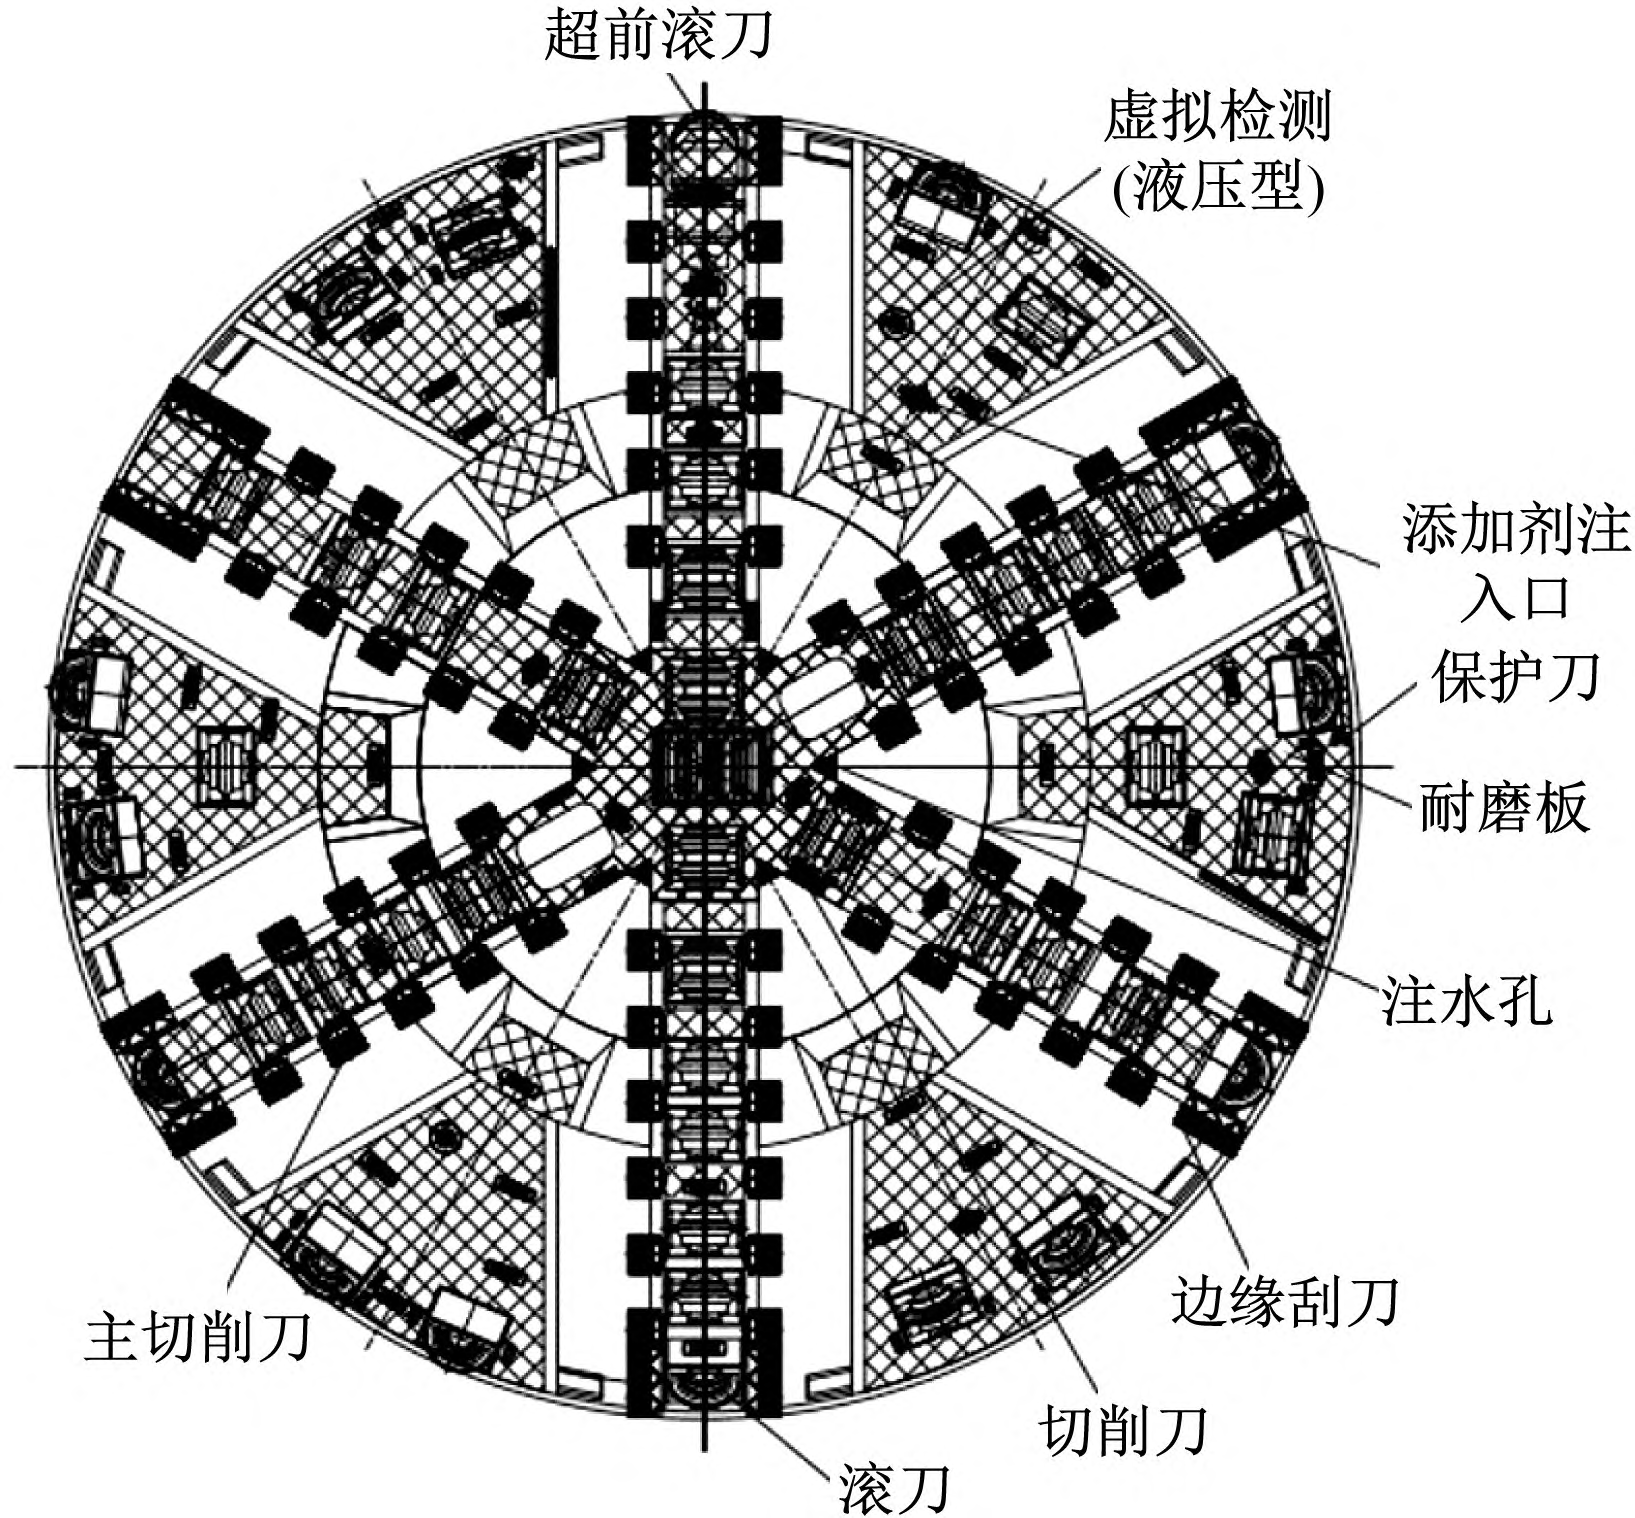 超前滚刀
虚拟检测
(液压型)
添加剂注
入口
保护刀
耐磨板
注水孔
边缘刮刀
主切削刀
切削刀
滚刀